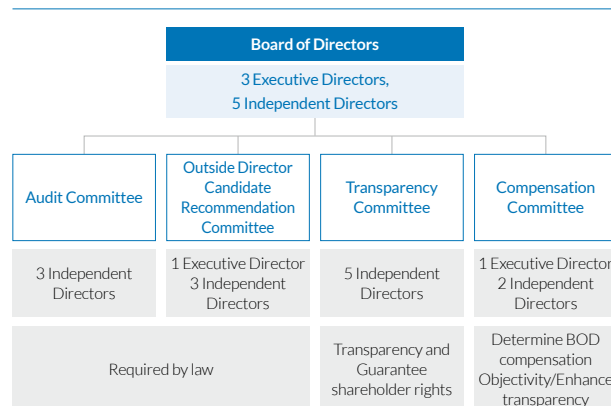 Board of Directors
3 Executive Directors,
5 Independent Directors
Audit Committee
Outside Director
Candidate
Recommendation
Committee
Transparency
Committee
Compensation
Committee
3 Independent
Directors
1 Executive Director
3 Independent
Directors
5 Independent
Directors
1 Executive Director
2 Independent
Directors
Required by law
Transparency and
Guarantee
shareholder rights
Determine BOD
compensation
Objectivity/Enhance
transparency